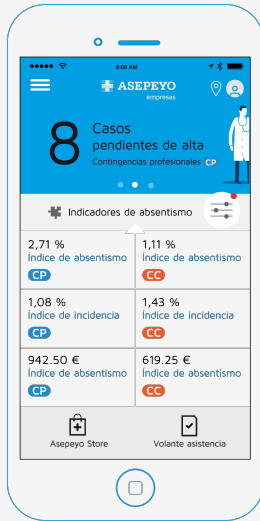 8:08 AM
ASEPEYO
empresas
8
Casos
pendientes de alta
Contingencias profesionales CP
Indicadores de absentismo
2,71 %
Índice de absentismo
CP
1,11 %
Índice de absentismo
CC
1,08 %
Índice de incidencia
CP
1,43 %
Índice de incidencia
CC
942.50 €
Índice de absentismo
CP
619.25 €
Índice de absentismo
CC
Asepeyo Store
Volante asistencia